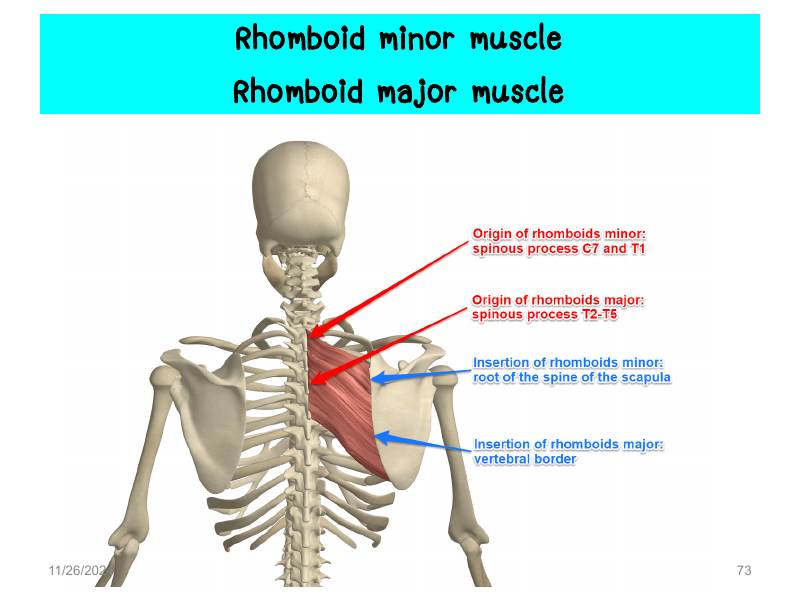 Rhomboid minor muscle
Rhomboid major muscle
Origin of rhomboids minor:
spinous process C7 and T1
Origin of rhomboids major:
spinous process T2-T5
Insertion of rhomboids minor:
root of the spine of the scapula
Insertion of rhomboids major:
vertebral border
73